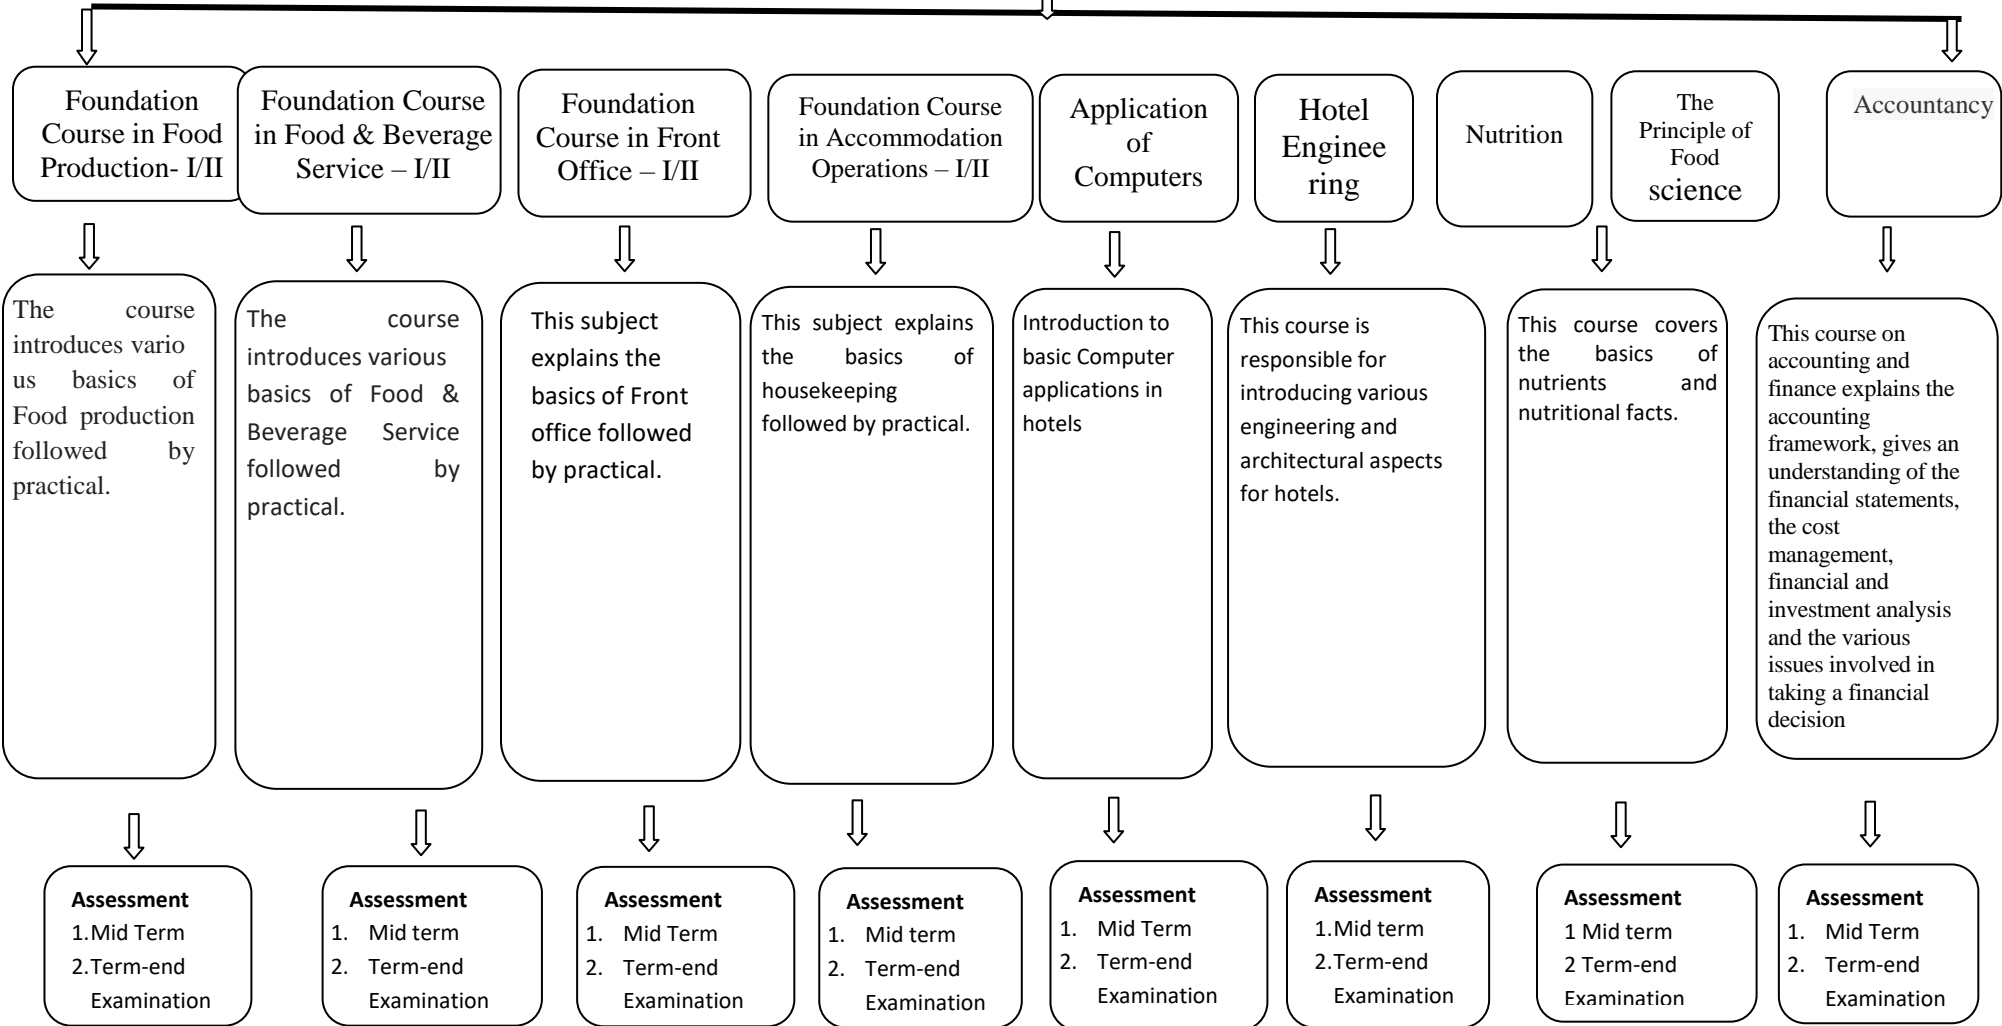 Foundation
Course in Food
Production- I/II
Foundation Course
in Food & Beverage
Service – I/II
Foundation
Course in Front
Office – I/II
Foundation Course
in Accommodation
Operations – I/II
Application
of
Computers
Hotel
Enginee
ring
Nutrition
The
Principle of
Food
science
Accountancy
The course
introduces vario
us basics of
Food production
followed by
practical.
The course
introduces various
basics of Food &
Beverage Service
followed by
practical.
This subject
explains the
basics of Front
office followed
by practical.
This subject explains
the basics of
housekeeping
followed by practical.
Introduction to
basic Computer
applications in
hotels
This course is
responsible for
introducing various
engineering and
architectural aspects
for hotels.
This course covers
the basics of
nutrients and
nutritional facts.
This course on
accounting and
finance explains the
accounting
framework, gives an
understanding of the
financial statements,
the cost
management,
financial and
investment analysis
and the various
issues involved in
taking a financial
decision
Assessment
1.Mid Term
2.Term-end
Examination
Assessment
1. Mid term
2. Term-end
Examination
Assessment
1. Mid Term
2. Term-end
Examination
Assessment
1. Mid term
2. Term-end
Examination
Assessment
1. Mid Term
2. Term-end
Examination
Assessment
1.Mid term
2.Term-end
Examination
Assessment
1 Mid term
2 Term-end
Examination
Assessment
1. Mid Term
2. Term-end
Examination